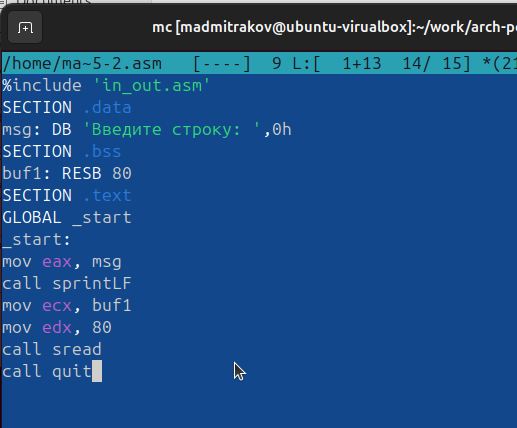 mc [madmitrakov@ubuntu-virualbox]:~/work/arch-p
/home/ma~5-2.asm [----] 9 L:[ 1+13 14/ 15] *(21
%include 'in_out.asm'
SECTION .data
msg: DB 'Введите строку: ',0h
SECTION .bss
buf1: RESB 80
SECTION .text
GLOBAL _start
_start:
mov eax, msg
call sprintLF
mov ecx, buf1
mov edx, 80
call sread
call quit